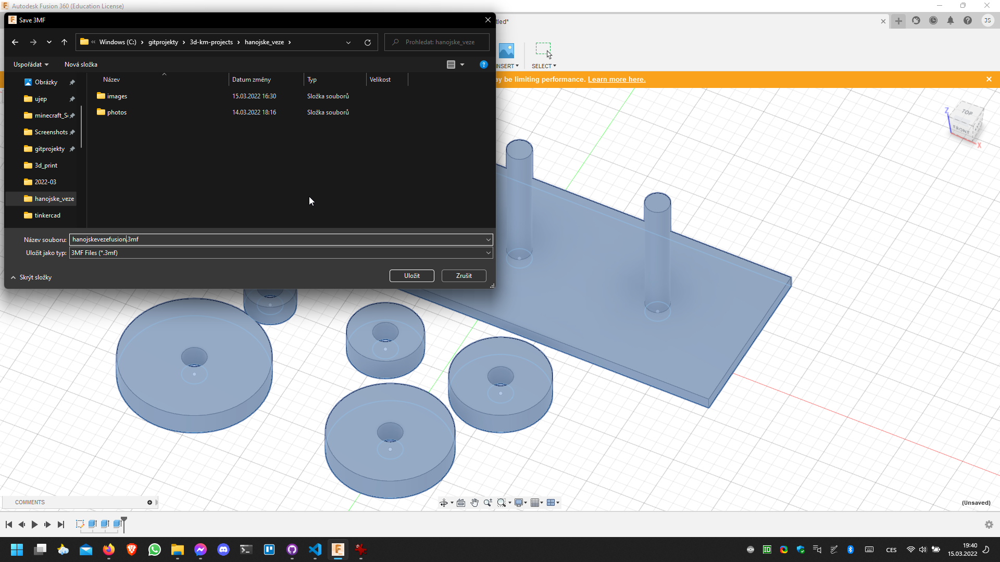 Autodesk Fusion 360 (Education License)
Save 3MF
Windows (C:) gitprojekty 3d-km-projects hanojske_veze
Prohledat: hanojske_veze
Uspořádat Nová složka
Název Datum změny Typ Velikost
images 15.03.2022 16:30 Složka souborů
photos 14.03.2022 18:16 Složka souborů
Obrázky
ujep
minecraft_S
Screenshots
gitprojekty
3d_print
2022-03
hanojske_veze
tinkercad
Název souboru: hanojskevezefusion.3mf
Uložit jako typ: 3MF Files (*.3mf)
Skrýt složky
Uložit Zrušit
tled*
JS
INSERT SELECT
ay be limiting performance. Learn more here.
TOP
FRONT
Z
X
COMMENTS
(Unsaved)
ID
CES
19:40
15.03.2022